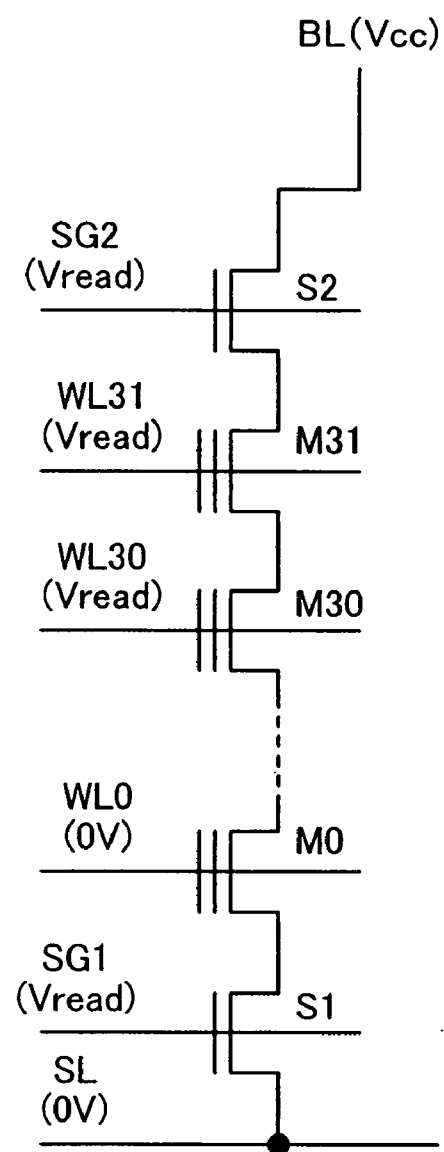 BL(Vcc)
SG2
(Vread)
S2
WL31
(Vread)
M31
WL30
(Vread)
M30
WL0
(0V)
M0
SG1
(Vread)
S1
SL
(0V)